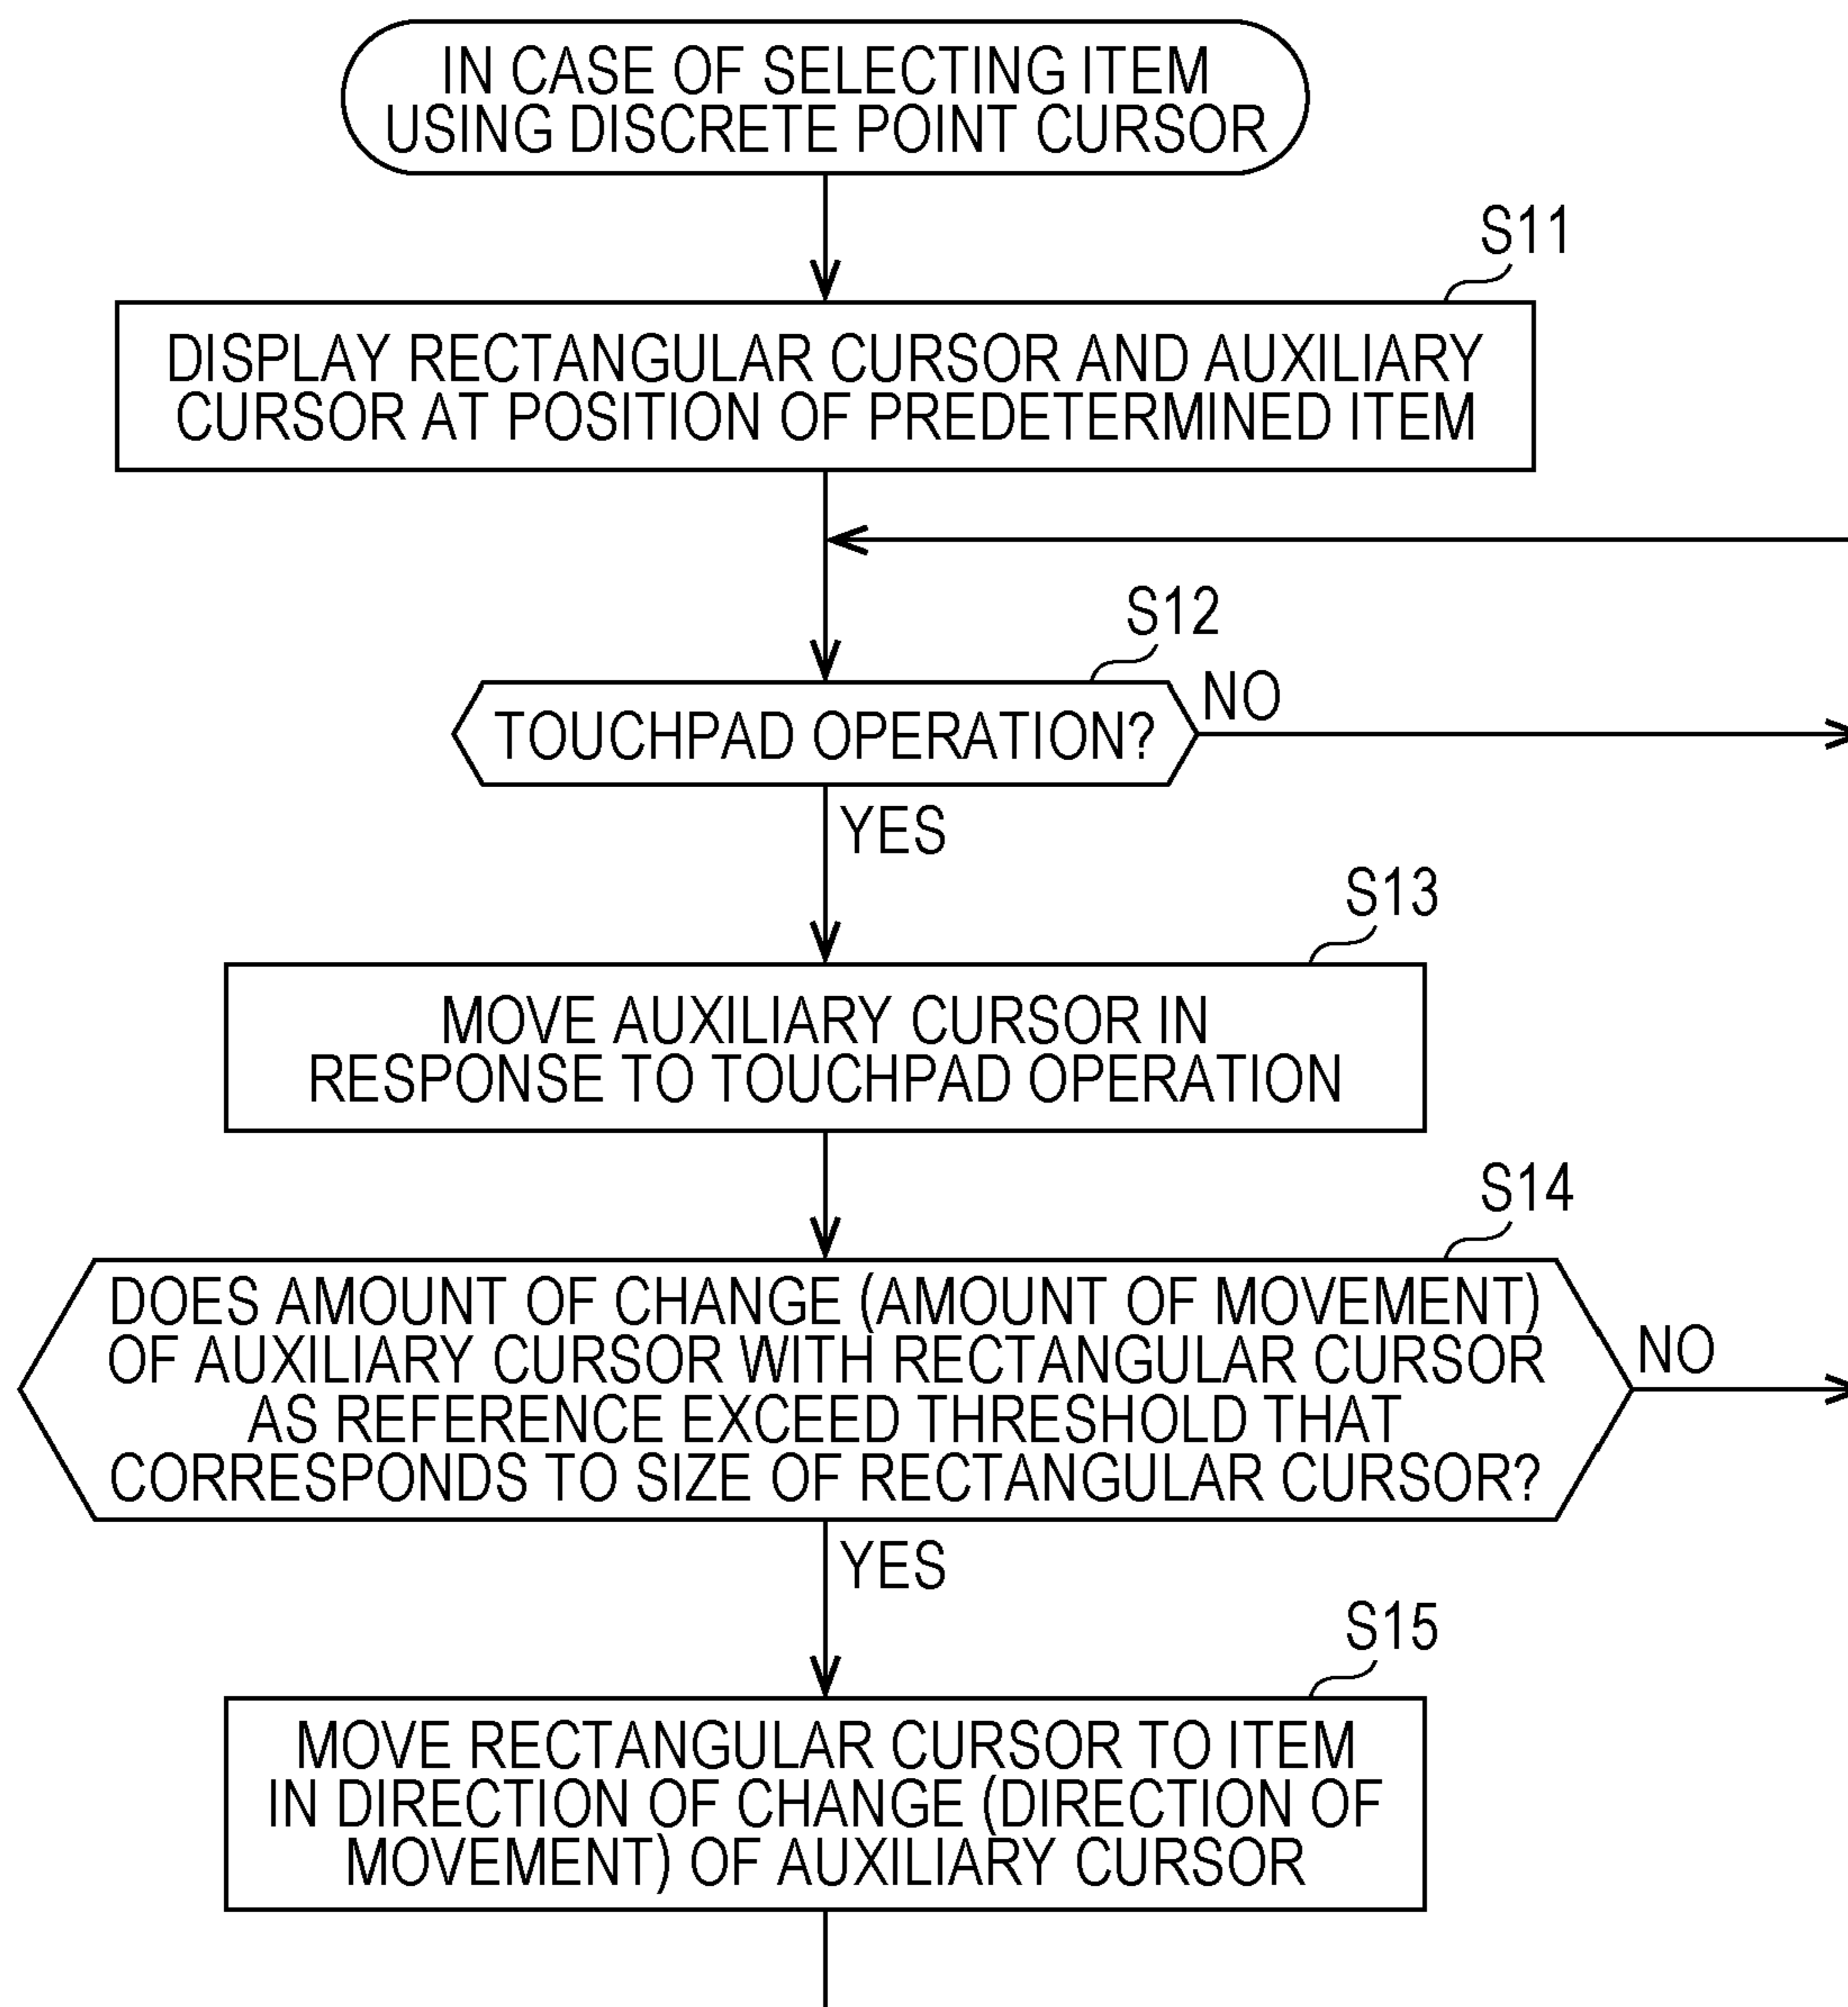 IN CASE OF SELECTING ITEM
USING DISCRETE POINT CURSOR
S11
DISPLAY RECTANGULAR CURSOR AND AUXILIARY
CURSOR AT POSITION OF PREDETERMINED ITEM
S12
TOUCHPAD OPERATION?
NO
YES
S13
MOVE AUXILIARY CURSOR IN
RESPONSE TO TOUCHPAD OPERATION
S14
DOES AMOUNT OF CHANGE (AMOUNT OF MOVEMENT)
OF AUXILIARY CURSOR WITH RECTANGULAR CURSOR
AS REFERENCE EXCEED THRESHOLD THAT
CORRESPONDS TO SIZE OF RECTANGULAR CURSOR?
NO
YES
S15
MOVE RECTANGULAR CURSOR TO ITEM
IN DIRECTION OF CHANGE (DIRECTION OF
MOVEMENT) OF AUXILIARY CURSOR